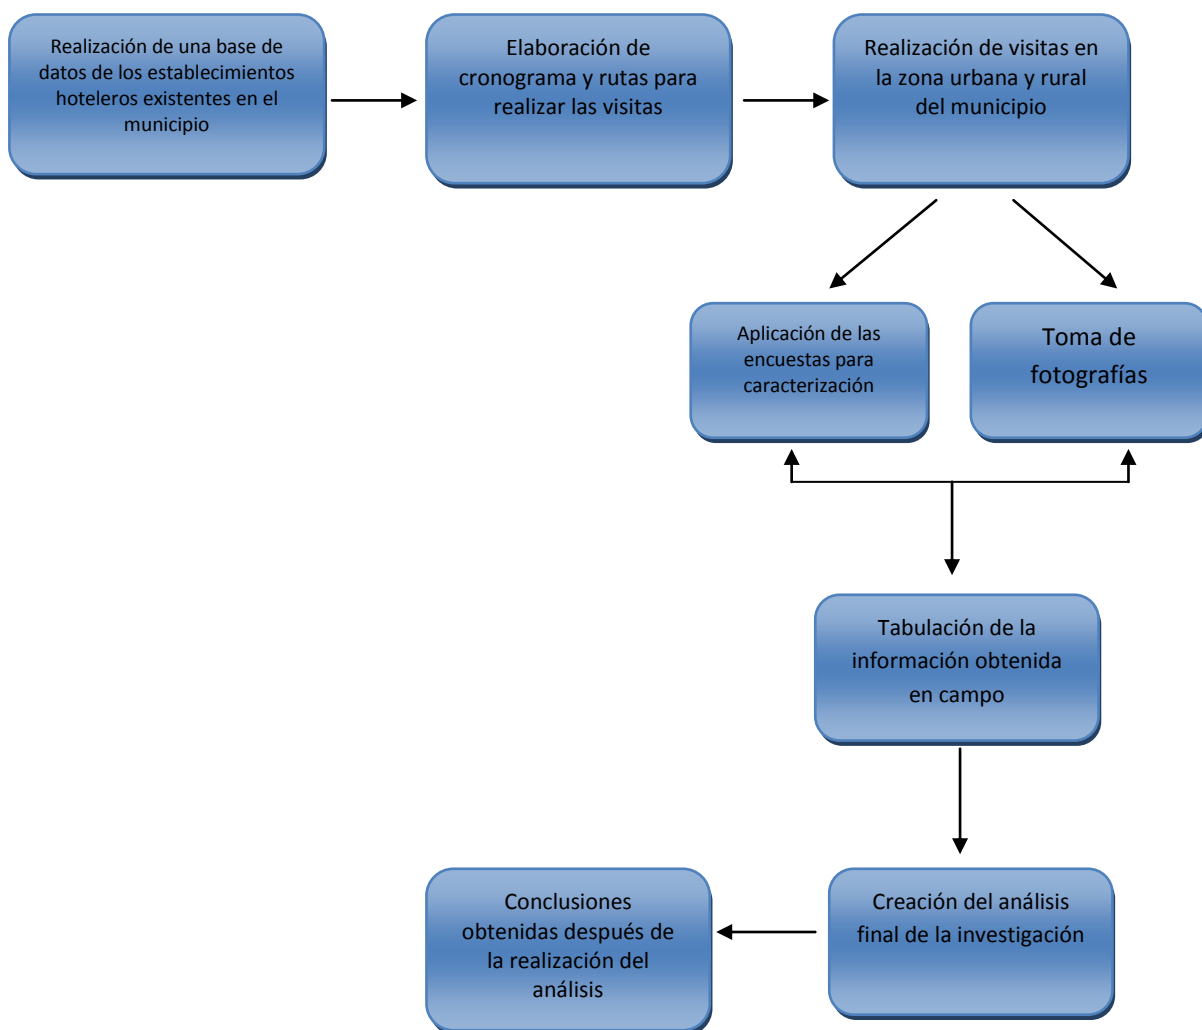 Realización de una base de
datos de los establecimientos
hoteleros existentes en el
municipio
Elaboración de
cronograma y rutas para
realizar las visitas
Realización de visitas en
la zona urbana y rural
del municipio
Aplicación de las
encuestas para
caracterización
Toma de
fotografías
Tabulación de la
información obtenida
en campo
Creación del análisis
final de la investigación
Conclusiones
obtenidas después de
la realización del
análisis